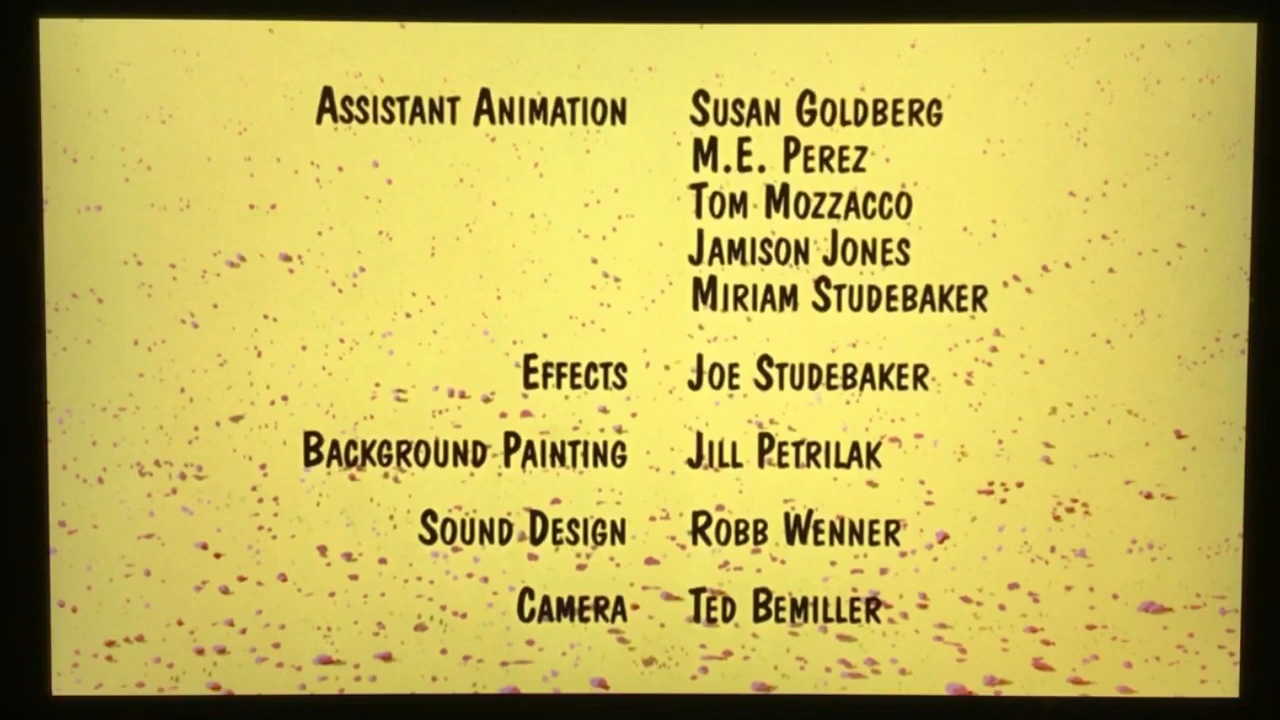 Assistant Animation Susan Goldberg
M.E. Perez
Tom Mozzacco
Jamison Jones
Miriam Studebaker
Effects Joe Studebaker
Background Painting Jill Petrilak
Sound Design Robb Wenner
Camera Ted Bemiller